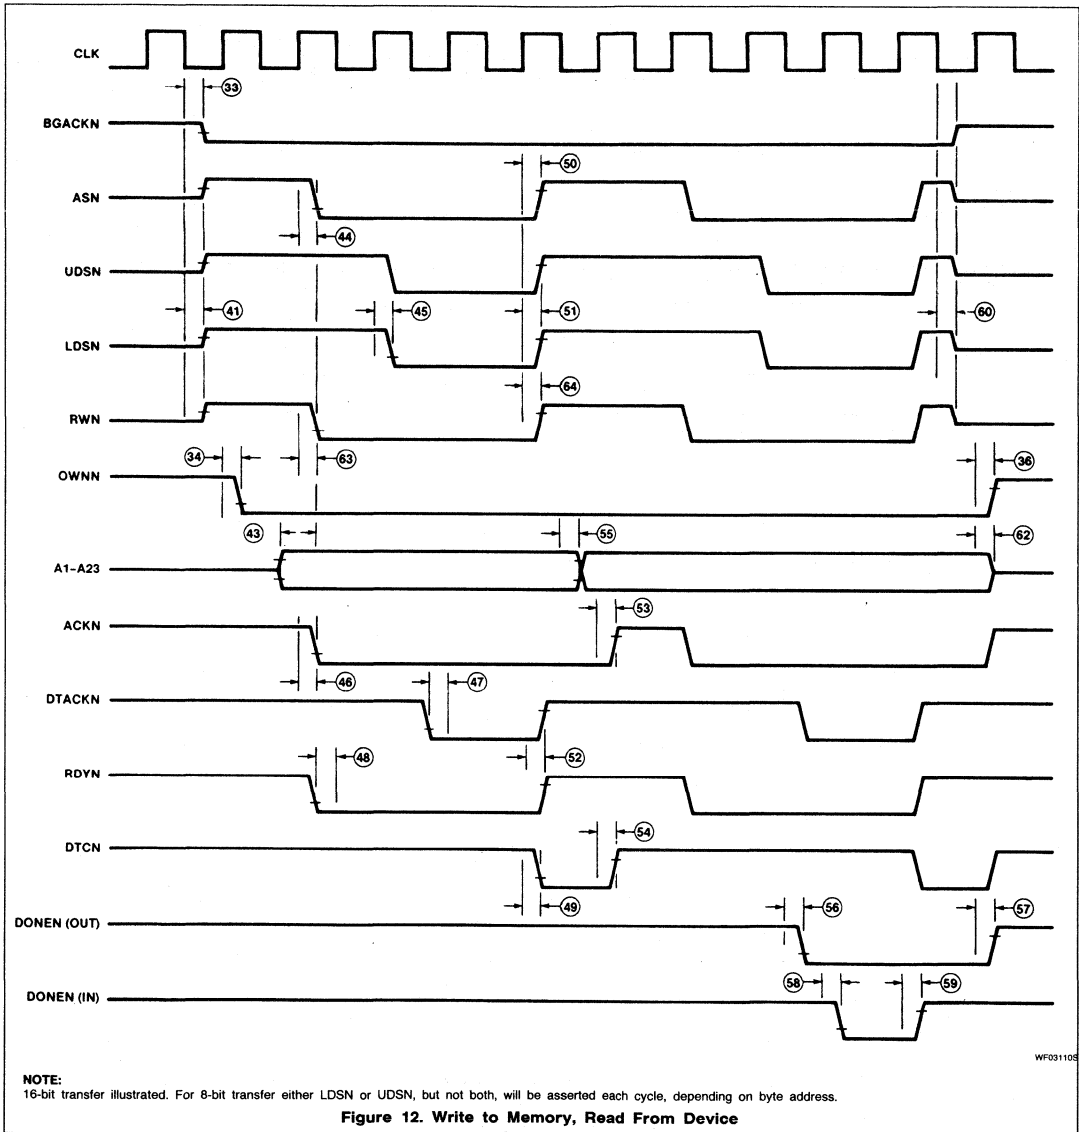 CLK
33
BGACKN
50
ASN
44
UDSN
41
45
51
60
LDSN
64
RWN
34
63
36
OWNN
43
55
62
A1-A23
53
ACKN
46
47
DTACKN
48
52
RDYN
54
DTCN
49
56
57
DONEN (OUT)
58
59
DONEN (IN)
WF03110S
NOTE:
16-bit transfer illustrated. For 8-bit transfer either LDSN or UDSN, but not both, will be asserted each cycle, depending on byte address.
Figure 12. Write to Memory, Read From Device